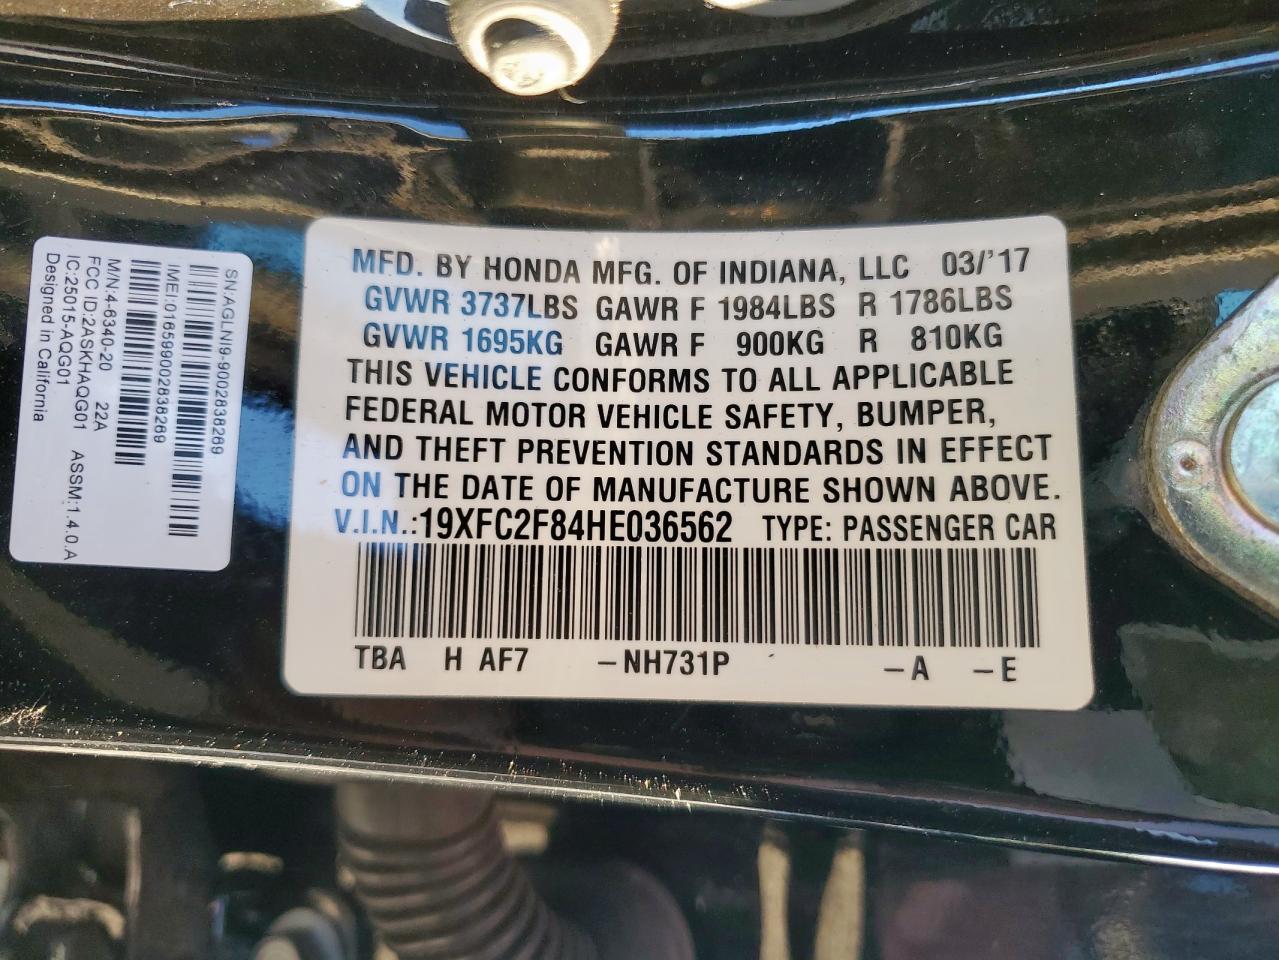 MFD. BY HONDA MFG. OF INDIANA, LLC 03/'17
GVWR 3737LBS GAWR F 1984LBS R 1786LBS
GVWR 1695KG GAWR F 900KG R 810KG
THIS VEHICLE CONFORMS TO ALL APPLICABLE
FEDERAL MOTOR VEHICLE SAFETY, BUMPER,
AND THEFT PREVENTION STANDARDS IN EFFECT
ON THE DATE OF MANUFACTURE SHOWN ABOVE.
V.I.N.:19XFC2F84HE036562 TYPE: PASSENGER CAR
TBA H AF7 -NH731P -A -E
SN:AGLNI9-9002838269
IMEI:016599002838269
M/N:4-6340-20 22A
FCC ID:2ASKHAQG01 ASSM:1.4.0.A
IC:25015-AQG01
Designed in California